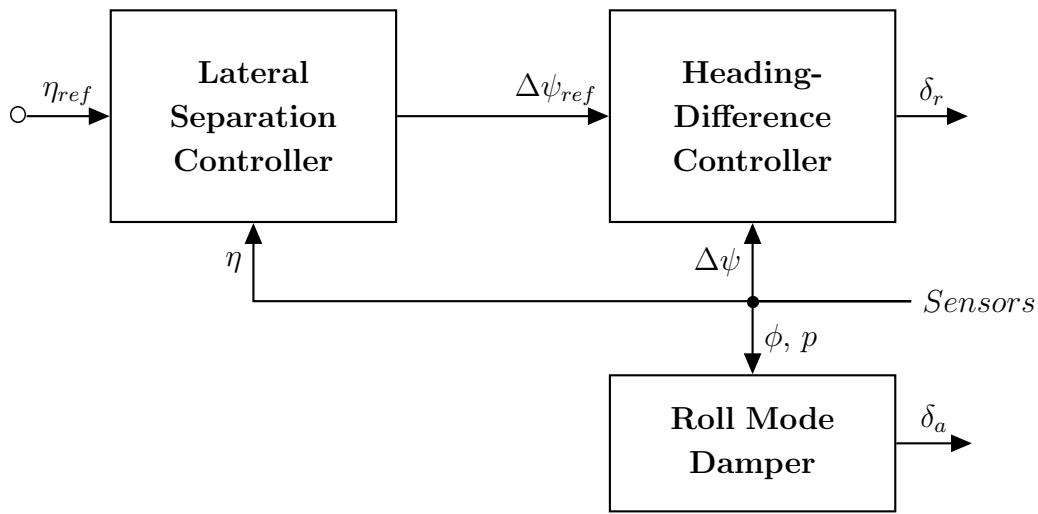 η_ref
Lateral
Separation
Controller
Δψ_ref
Heading-
Difference
Controller
δ_r
η
Δψ
Sensors
ϕ, p
Roll Mode
Damper
δ_a